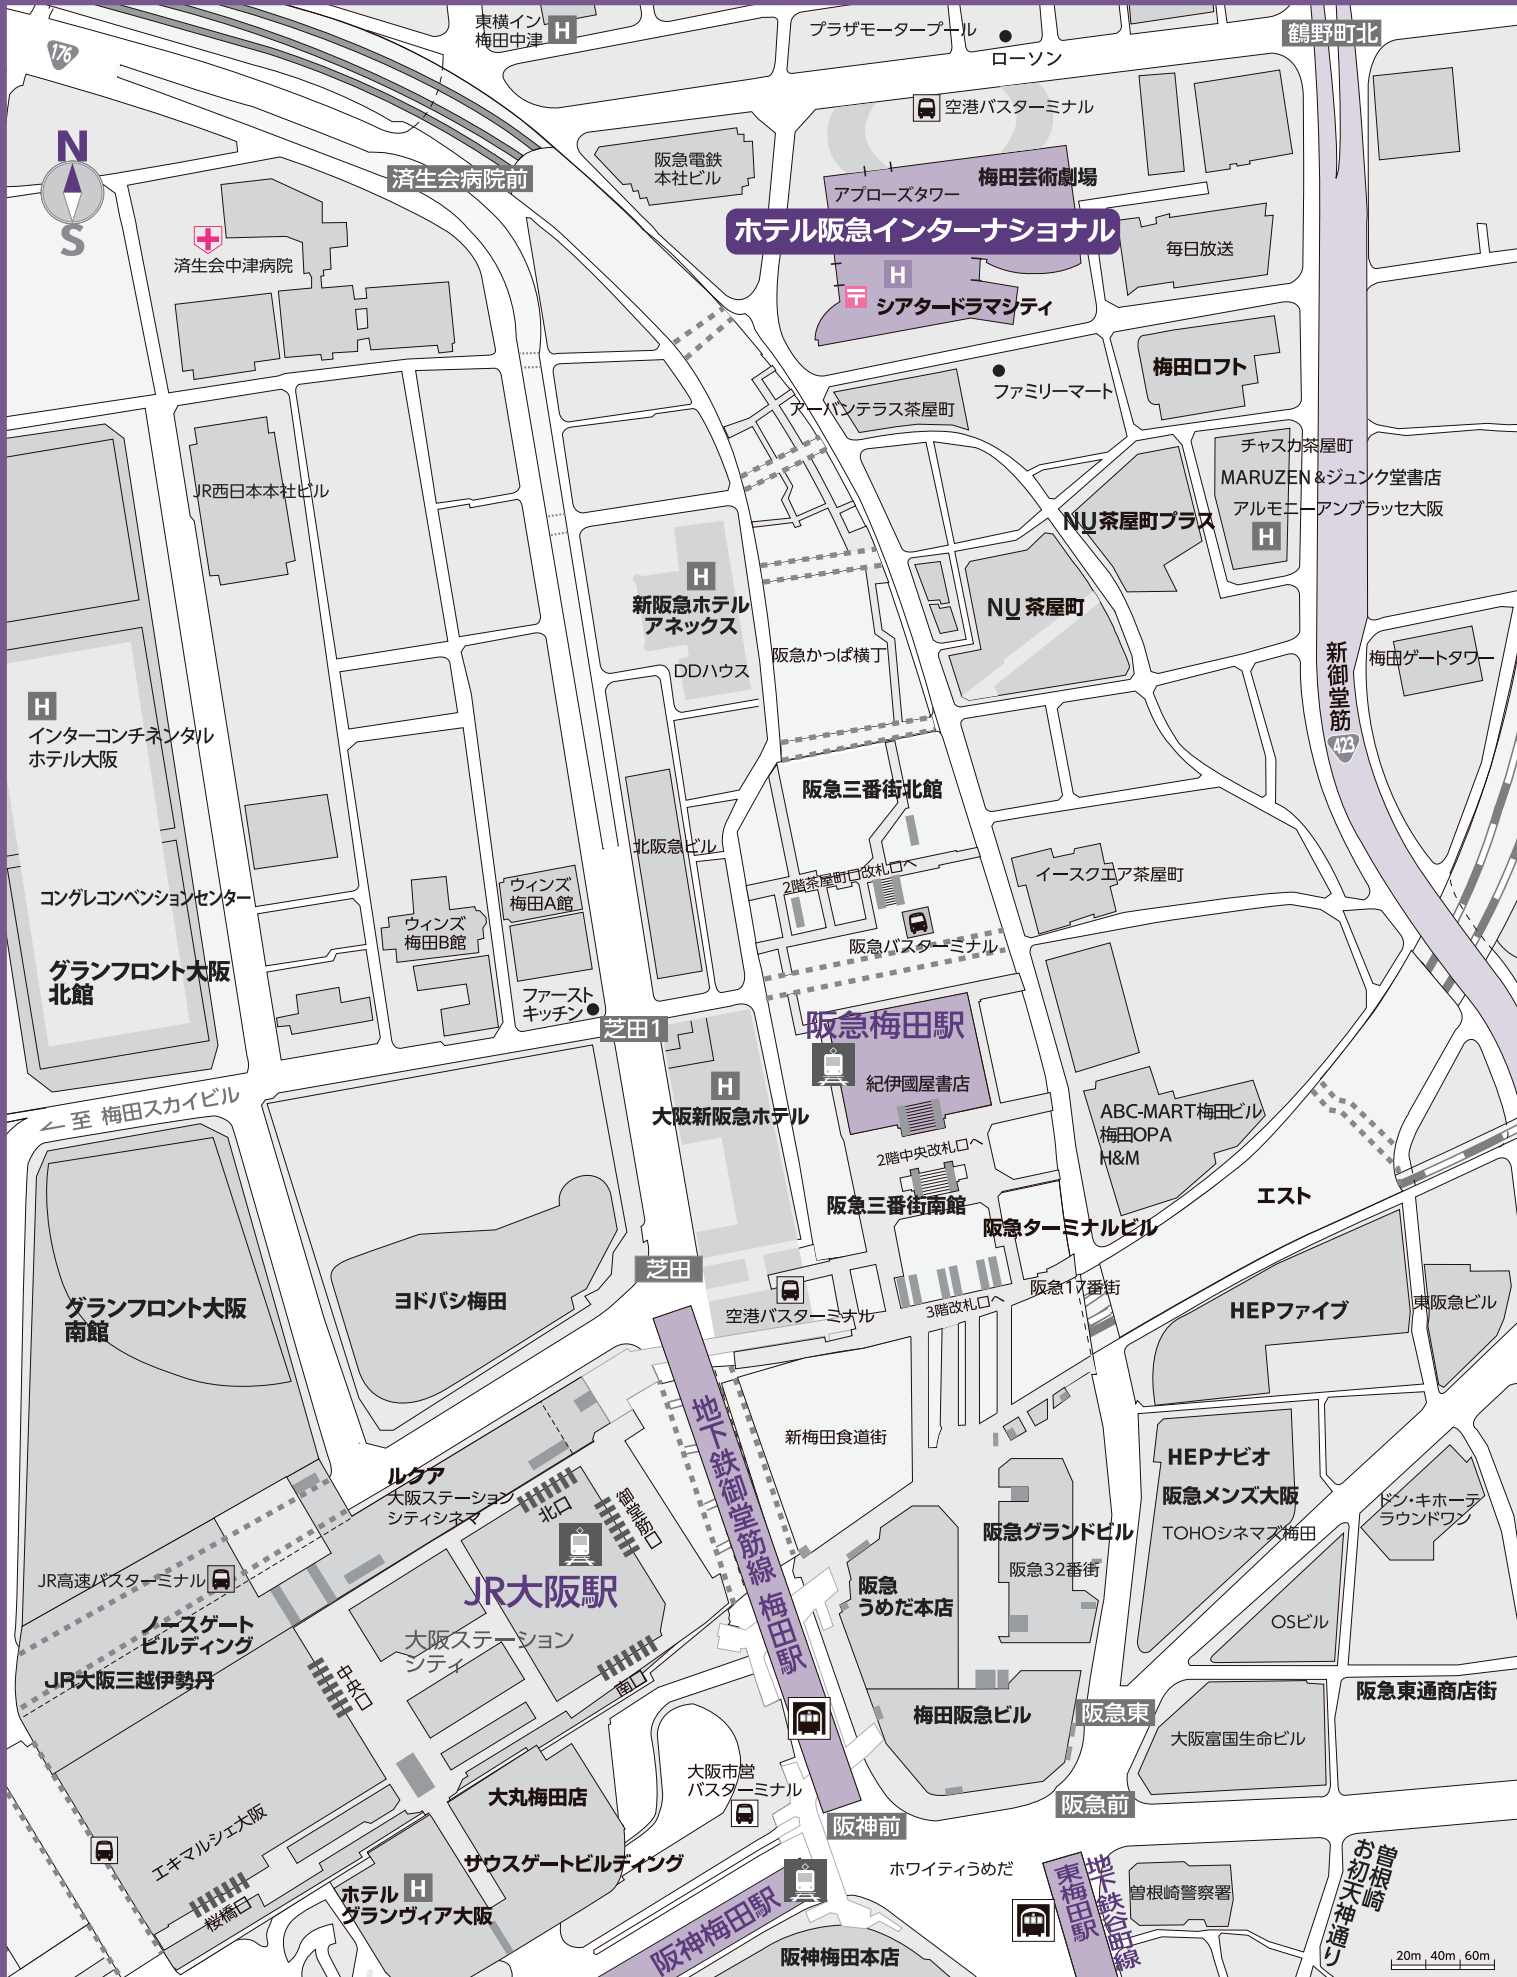 東横イン
梅田中津
H
プラザモータープール
ローソン
鶴野町北
176
N
S
空港バスターミナル
済生会病院前
阪急電鉄
本社ビル
梅田芸術劇場
アプローズタワー
ホテル阪急インターナショナル
毎日放送
済生会中津病院
H
シアタードラマシティ
梅田ロフト
ファミリーマート
アーバンテラス茶屋町
チャスカ茶屋町
MARUZEN&ジュンク堂書店
アルモニーアンブラッセ大阪
H
JR西日本本社ビル
NU茶屋町プラス
H
新阪急ホテル
アネックス
NU茶屋町
DDハウス
阪急かっぱ横丁
新御堂筋
423
梅田ゲートタワー
H
インターコンチネンタル
ホテル大阪
阪急三番街北館
北阪急ビル
2階茶屋町口改札口へ
イースクエア茶屋町
コングレコンベンションセンター
ウィンズ
梅田A館
ウィンズ
梅田B館
阪急バスターミナル
グランフロント大阪
北館
ファースト
キッチン
芝田1
阪急梅田駅
紀伊國屋書店
H
大阪新阪急ホテル
ABC-MART梅田ビル
梅田OPA
H&M
至 梅田スカイビル
2階中央改札口へ
阪急三番街南館
エスト
阪急ターミナルビル
芝田
グランフロント大阪
南館
ヨドバシ梅田
空港バスターミナル
3階改札口へ
阪急17番街
HEPファイブ
東阪急ビル
地下鉄御堂筋線 梅田駅
新梅田食道街
HEPナビオ
阪急メンズ大阪
TOHOシネマズ梅田
ドン・キホーテ
ラウンドワン
ルクア
大阪ステーション
シティシネマ
北口
御堂筋口
阪急グランドビル
阪急32番街
JR高速バスターミナル
JR大阪駅
阪急
うめだ本店
OSビル
ノースゲート
ビルディング
大阪ステーション
シティ
JR大阪三越伊勢丹
中央口
南口
梅田阪急ビル
阪急東
阪急東通商店街
大阪富国生命ビル
大阪市営
バスターミナル
大丸梅田店
阪急前
阪神前
エキマルシェ大阪
サウスゲートビルディング
ホワイティうめだ
桜橋口
ホテル
H
グランヴィア大阪
阪神梅田駅
阪神梅田本店
地下鉄谷町線
東梅田駅
曽根崎警察署
曽根崎
お初天神通り
20m 40m 60m